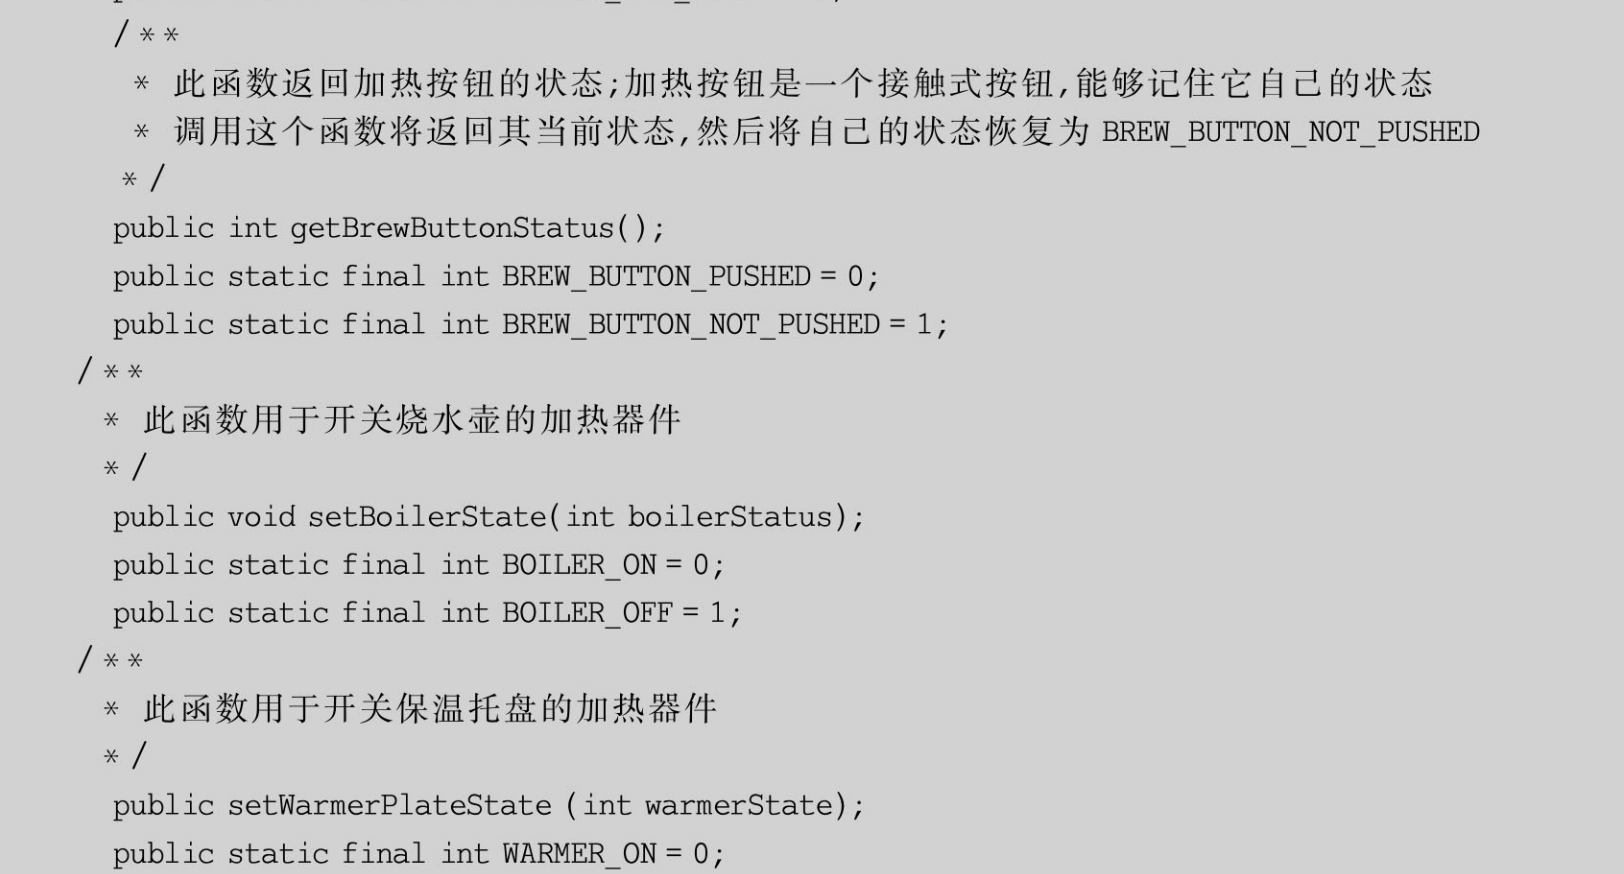 /**
* 此函数返回加热按钮的状态;加热按钮是一个接触式按钮,能够记住它自己的状态
* 调用这个函数将返回其当前状态,然后将自己的状态恢复为 BREW_BUTTON_NOT_PUSHED
*/
public int getBrewButtonStatus();
public static final int BREW_BUTTON_PUSHED = 0;
public static final int BREW_BUTTON_NOT_PUSHED = 1;
/**
* 此函数用于开关烧水壶的加热器件
*/
public void setBoilerState(int boilerStatus);
public static final int BOILER_ON = 0;
public static final int BOILER_OFF = 1;
/**
* 此函数用于开关保温托盘的加热器件
*/
public setWarmerPlateState (int warmerState);
public static final int WARMER_ON = 0;